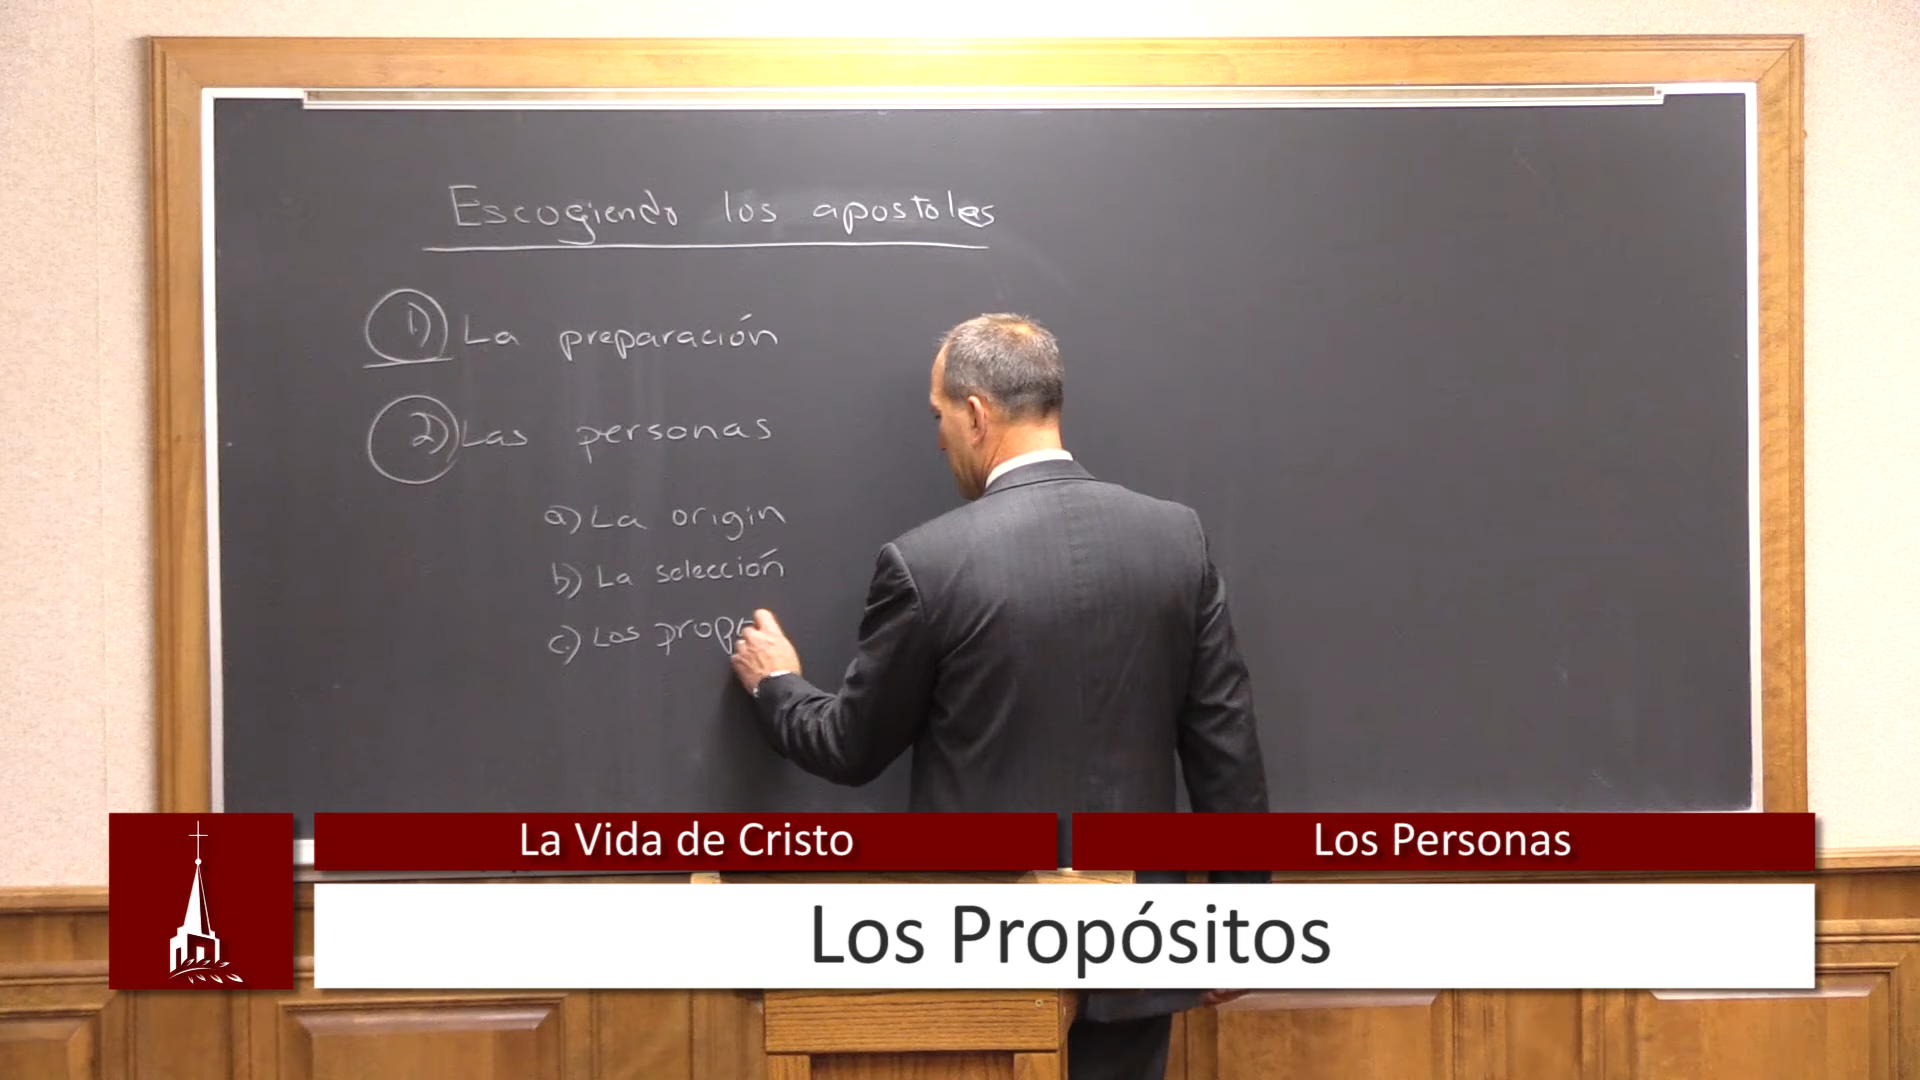 Escogiendo los apostoles
1) La preparación
2) Las personas
a) La origin
b) La selección
c) Los prop
La Vida de Cristo
Los Personas
Los Propósitos